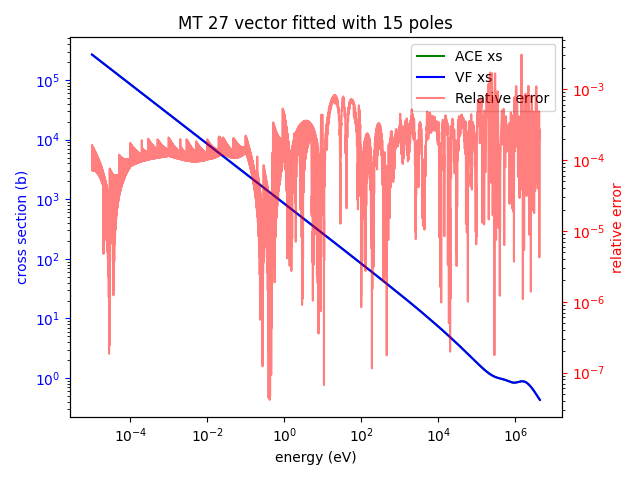 MT 27 vector fitted with 15 poles
ACE xs
VF xs
Relative error
cross section (b)
10^5
10^4
10^3
10^2
10^1
10^0
10^-3
10^-4
10^-5
10^-6
10^-7
relative error
10^-4 10^-2 10^0 10^2 10^4 10^6
energy (eV)